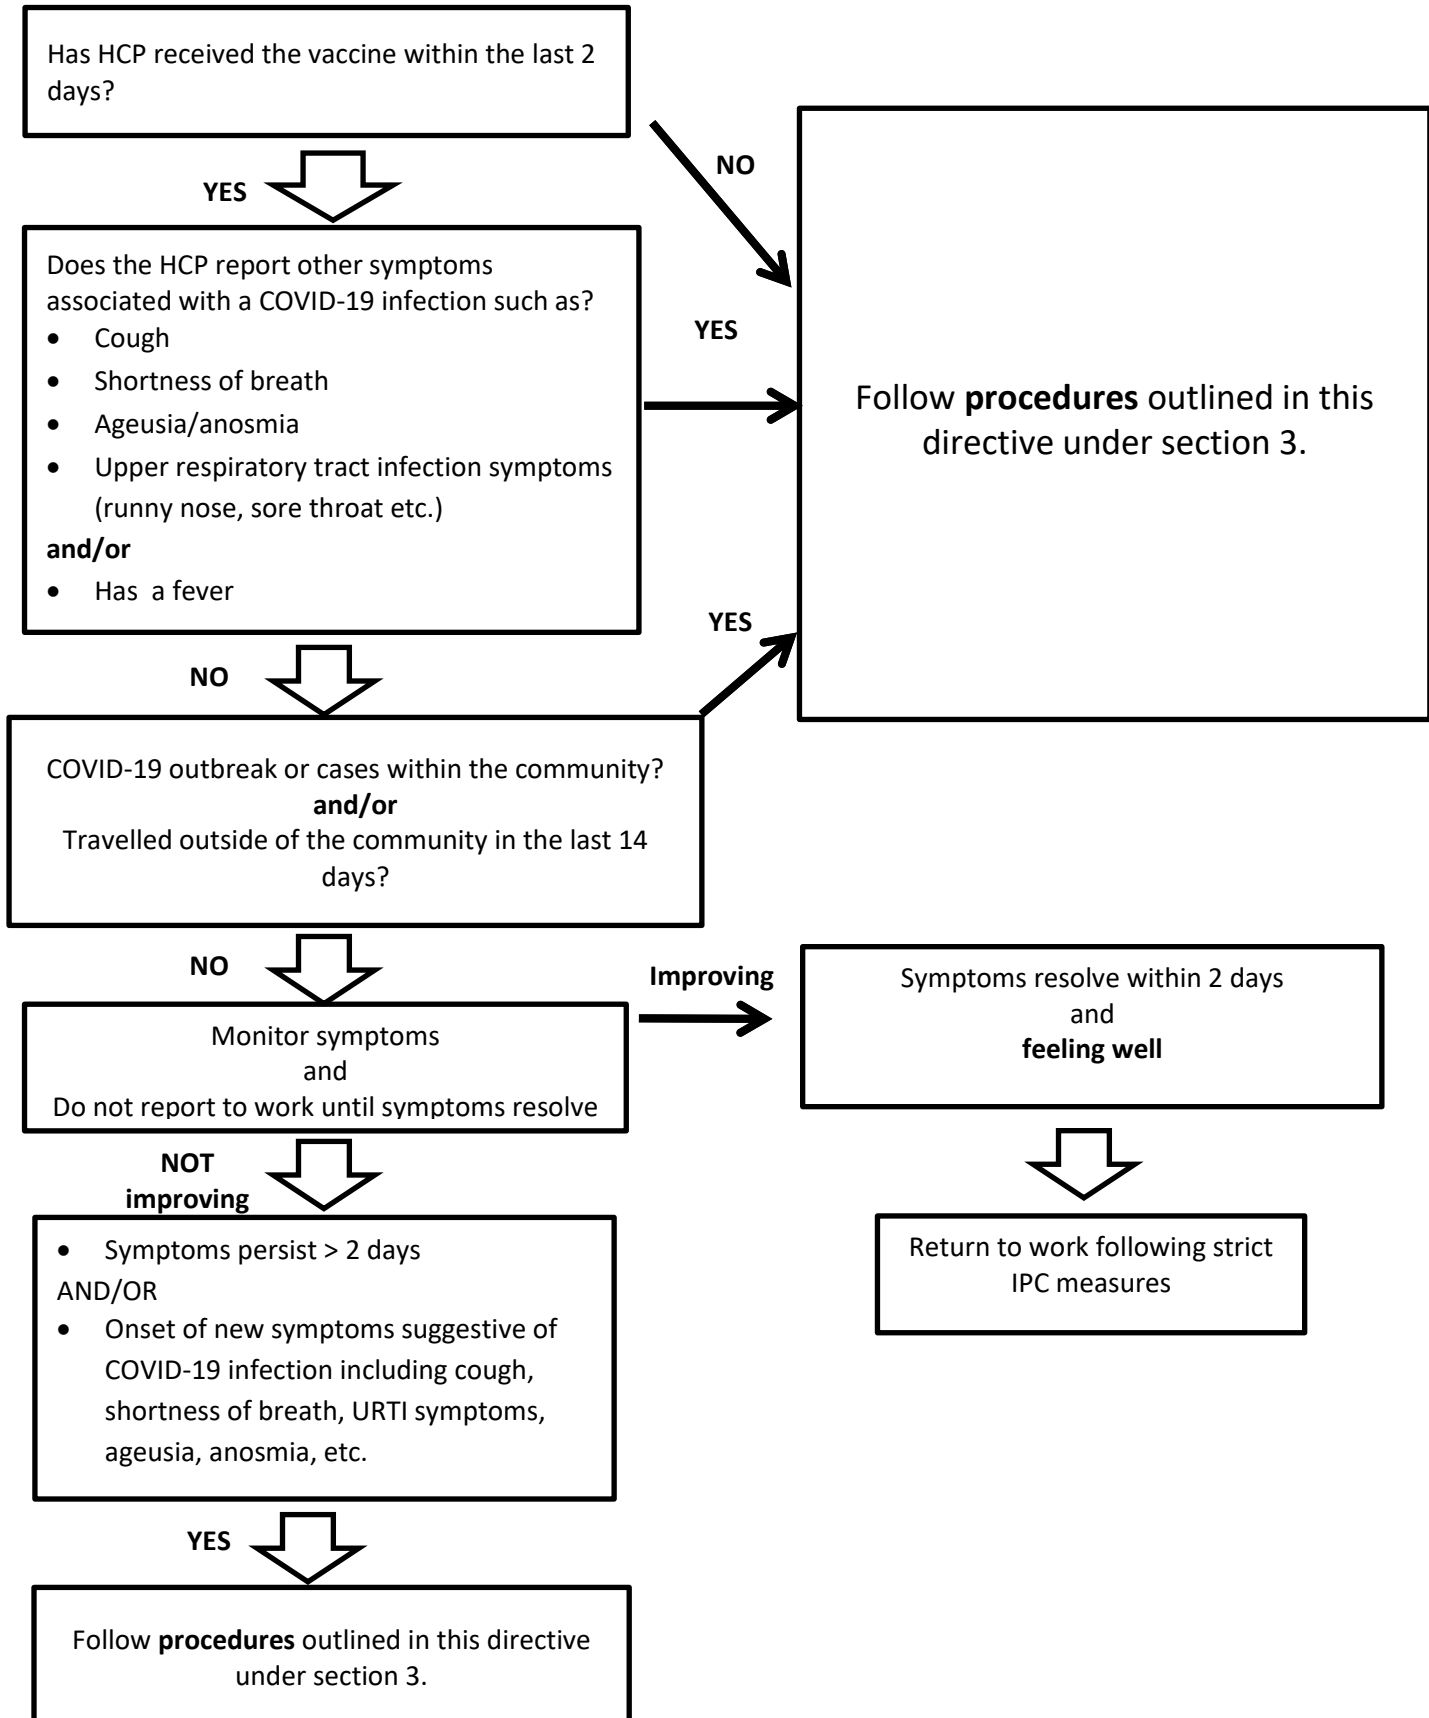 Has HCP received the vaccine within the last 2
days?
NO
YES
Does the HCP report other symptoms
associated with a COVID-19 infection such as?
• Cough
• Shortness of breath
• Ageusia/anosmia
• Upper respiratory tract infection symptoms
(runny nose, sore throat etc.)
and/or
• Has a fever
YES
Follow procedures outlined in this
directive under section 3.
YES
NO
COVID-19 outbreak or cases within the community?
and/or
Travelled outside of the community in the last 14
days?
NO
Monitor symptoms
and
Do not report to work until symptoms resolve
Improving
Symptoms resolve within 2 days
and
feeling well
Return to work following strict
IPC measures
NOT
improving
• Symptoms persist > 2 days
AND/OR
• Onset of new symptoms suggestive of
COVID-19 infection including cough,
shortness of breath, URTI symptoms,
ageusia, anosmia, etc.
YES
Follow procedures outlined in this directive
under section 3.